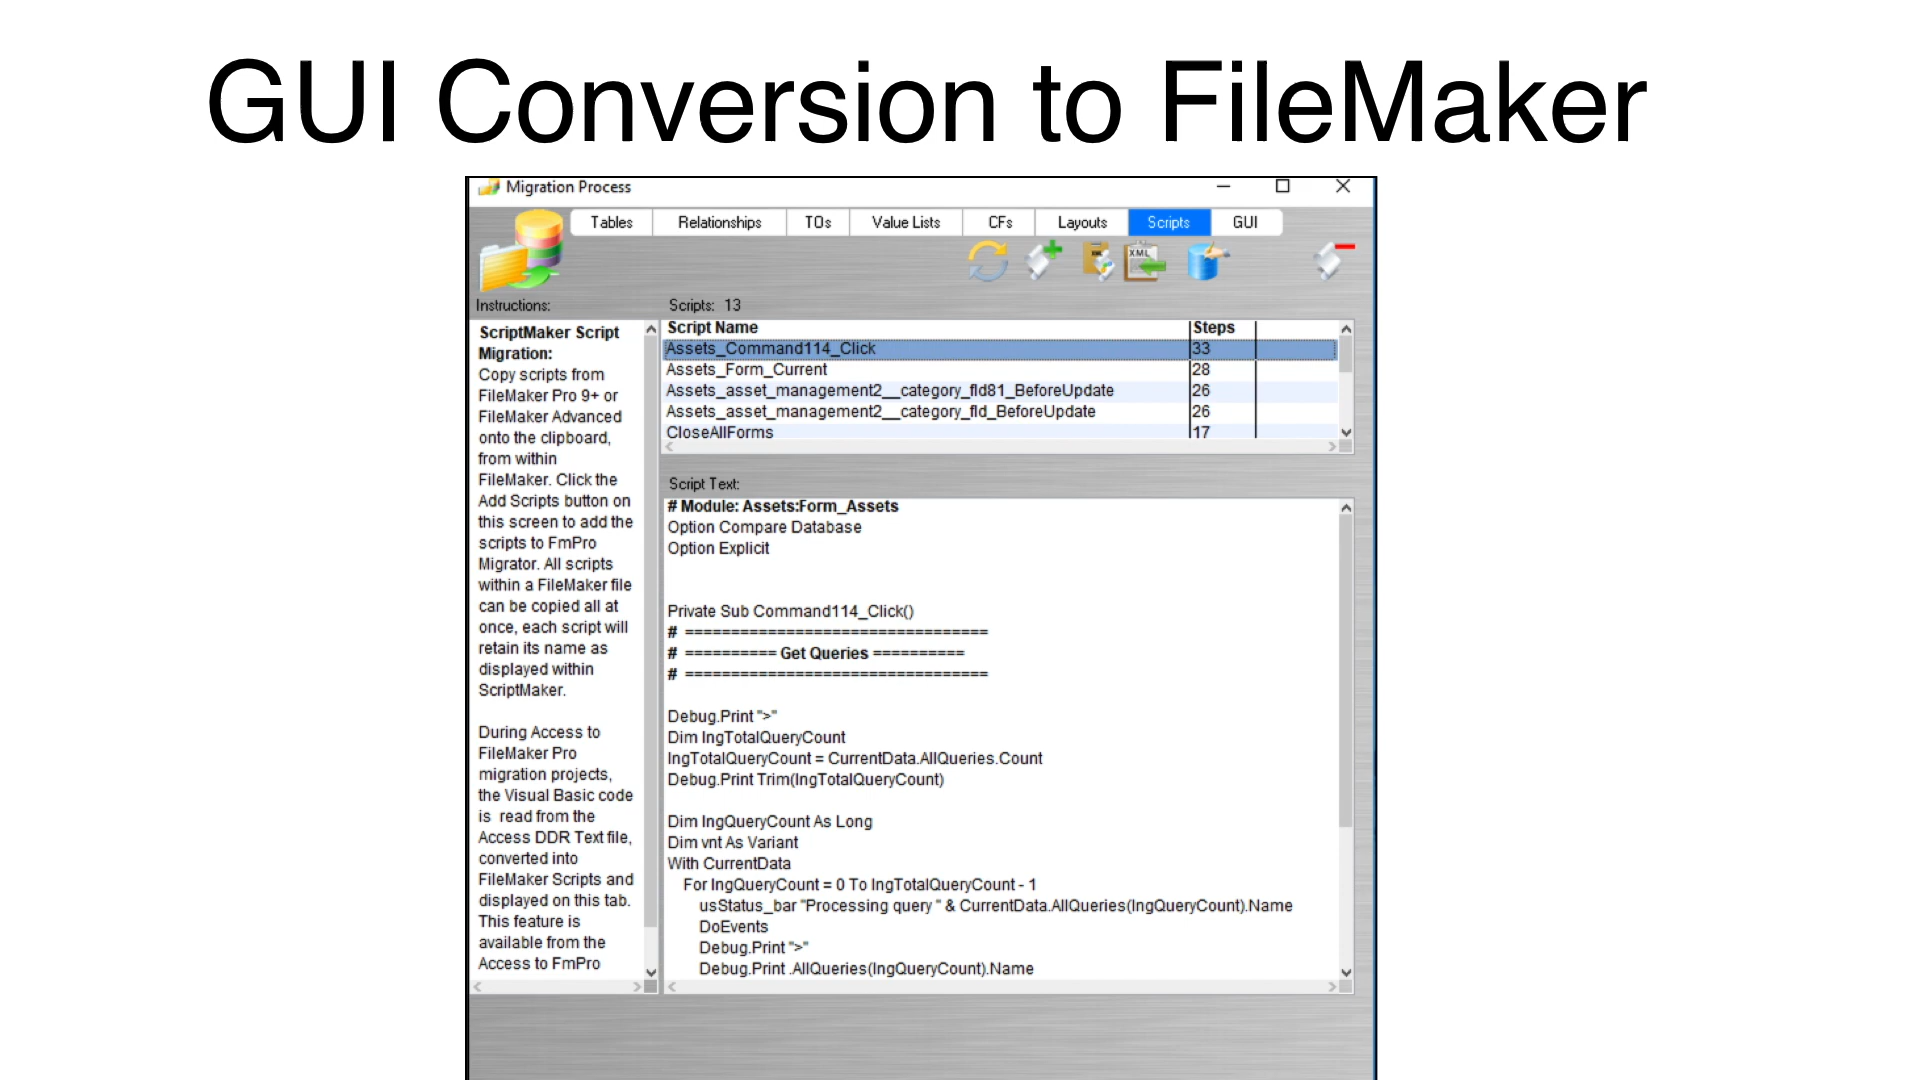 GUI Conversion to FileMaker
Migration Process
Tables Relationships TOs Value Lists CFs Layouts Scripts GUI
XML
Instructions:
Scripts: 13
ScriptMaker Script
Migration:
Copy scripts from
FileMaker Pro 9+ or
FileMaker Advanced
onto the clipboard,
from within
FileMaker. Click the
Add Scripts button on
this screen to add the
scripts to FmPro
Migrator. All scripts
within a FileMaker file
can be copied all at
once, each script will
retain its name as
displayed within
ScriptMaker.
During Access to
FileMaker Pro
migration projects,
the Visual Basic code
is read from the
Access DDR Text file,
converted into
FileMaker Scripts and
displayed on this tab.
This feature is
available from the
Access to FmPro
Script Name Steps
Assets_Command114_Click 33
Assets_Form_Current 28
Assets_asset_management2__category_fld81_BeforeUpdate 26
Assets_asset_management2__category_fld_BeforeUpdate 26
CloseAllForms 17
Script Text:
# Module: Assets:Form_Assets
Option Compare Database
Option Explicit
Private Sub Command114_Click()
# =================================
# ========== Get Queries ==========
# =================================
Debug.Print ">"
Dim lngTotalQueryCount
lngTotalQueryCount = CurrentData.AllQueries.Count
Debug.Print Trim(lngTotalQueryCount)
Dim lngQueryCount As Long
Dim vnt As Variant
With CurrentData
For lngQueryCount = 0 To lngTotalQueryCount - 1
usStatus_bar "Processing query " & CurrentData.AllQueries(lngQueryCount).Name
DoEvents
Debug.Print ">"
Debug.Print .AllQueries(lngQueryCount).Name